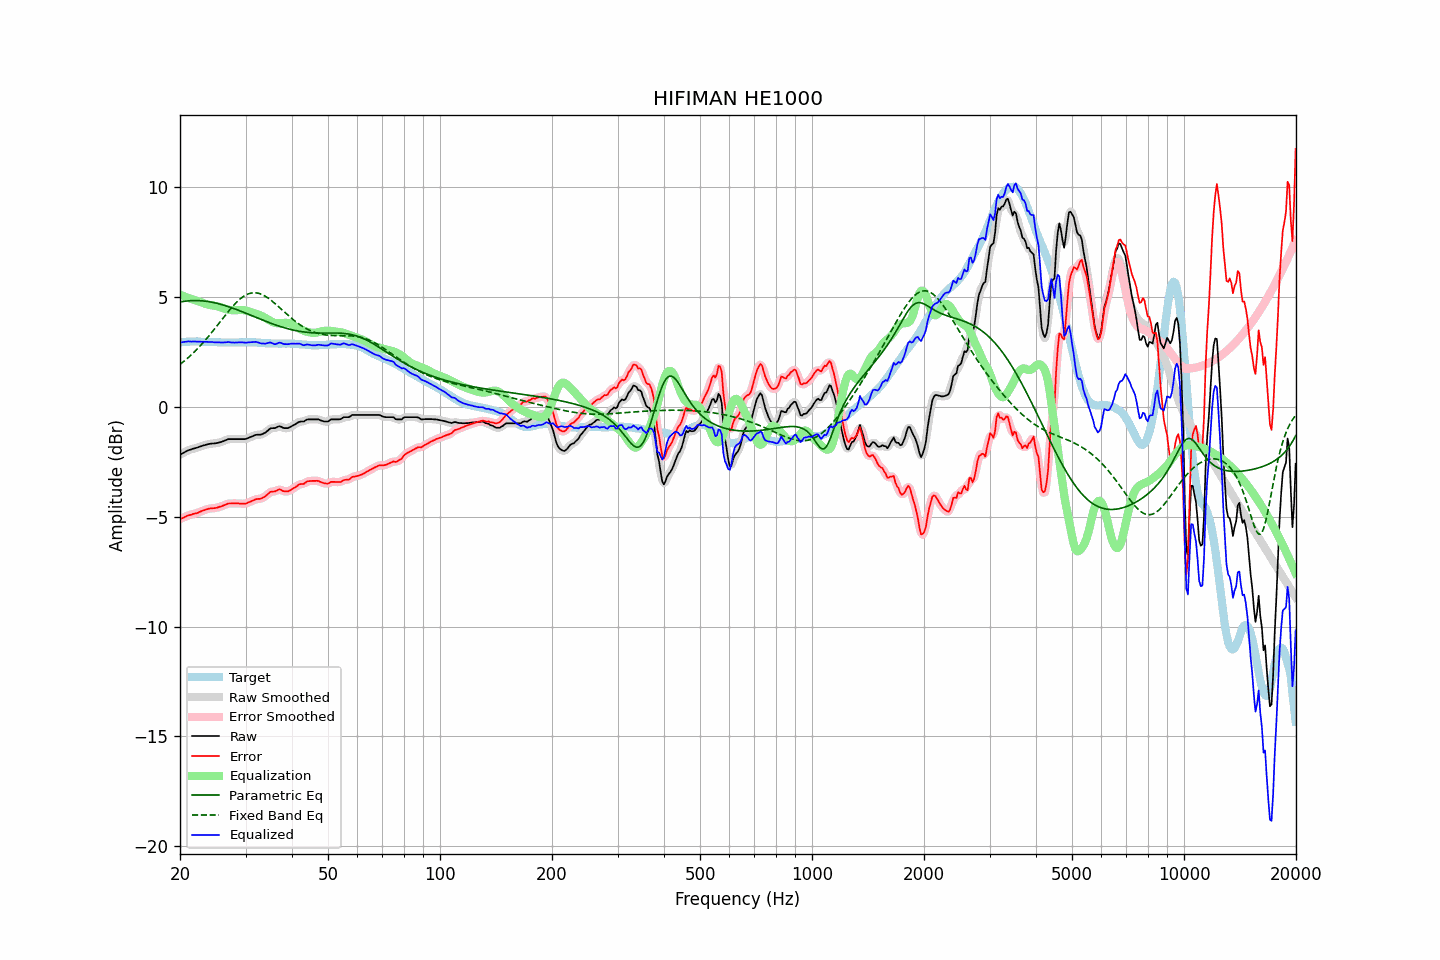 HIFIMAN HE1000
Amplitude (dBr)
10
5
0
−5
−10
−15
−20
Target
Raw Smoothed
Error Smoothed
Raw
Error
Equalization
Parametric Eq
Fixed Band Eq
Equalized
20 50 100 200 500 1000 2000 5000 10000 20000
Frequency (Hz)